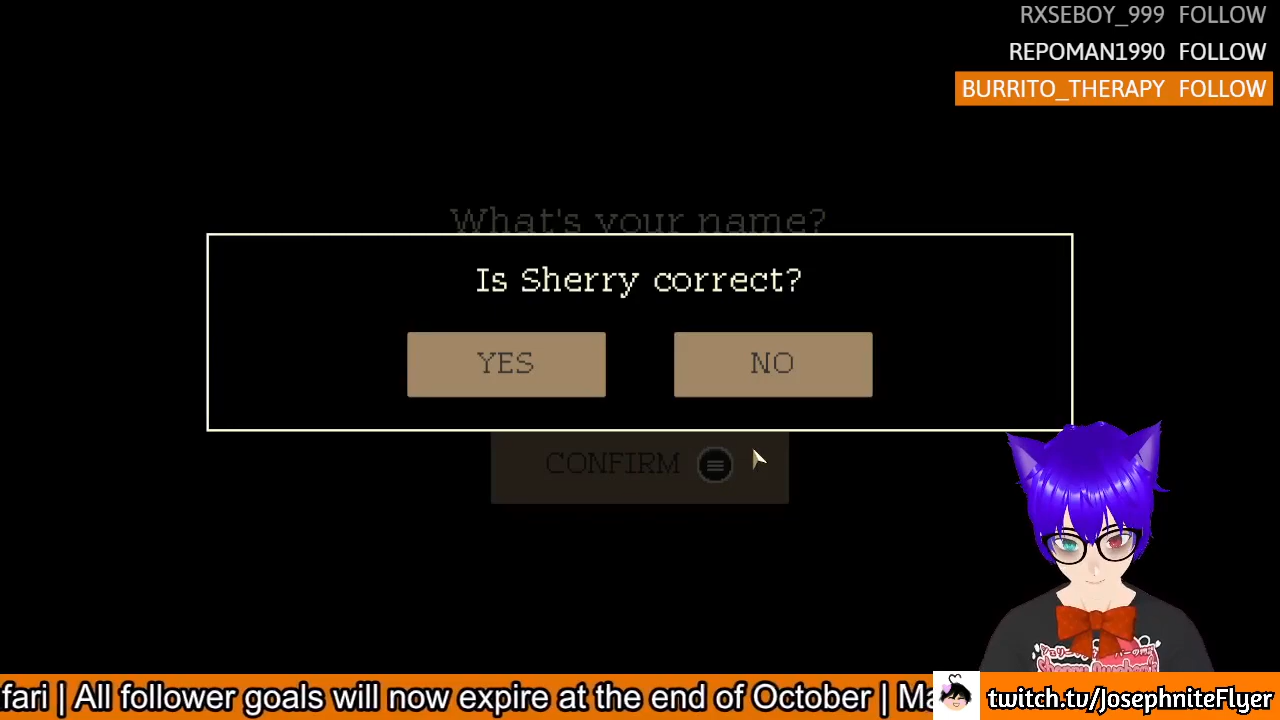 RXSEBOY_999 FOLLOW
REPOMAN1990 FOLLOW
BURRITO_THERAPY FOLLOW
What's your name?
Is Sherry correct?
YES NO
CONFIRM
fari | All follower goals will now expire at the end of October | Ma
twitch.tv/JosephniteFlyer